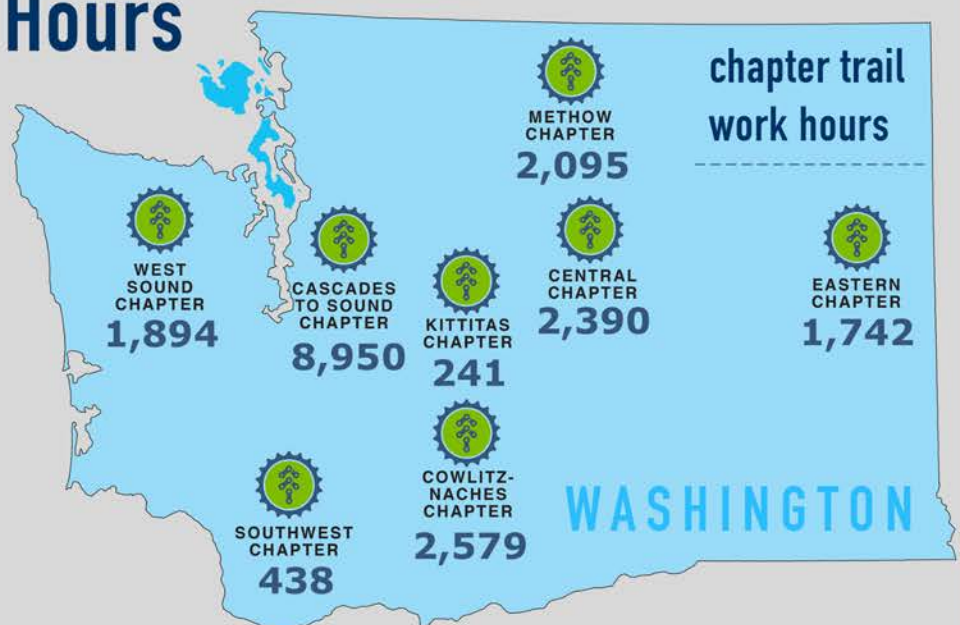 Hours
chapter trail
work hours
METHOW
CHAPTER
2,095
WEST
SOUND
CHAPTER
1,894
CASCADES
TO SOUND
CHAPTER
8,950
KITTITAS
CHAPTER
241
CENTRAL
CHAPTER
2,390
EASTERN
CHAPTER
1,742
SOUTHWEST
CHAPTER
438
COWLITZ-
NACHES
CHAPTER
2,579
WASHINGTON